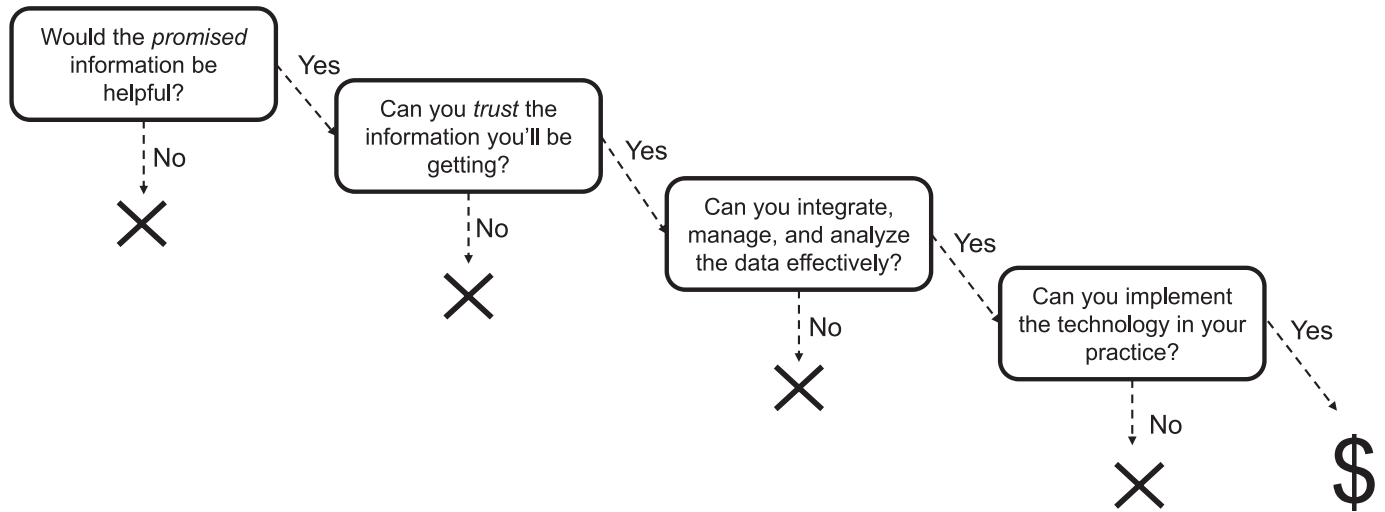 Would the promised
information be
helpful?
Yes
No
Can you trust the
information you'll be
getting?
Yes
No
Can you integrate,
manage, and analyze
the data effectively?
Yes
No
Can you implement
the technology in your
practice?
Yes
No
$